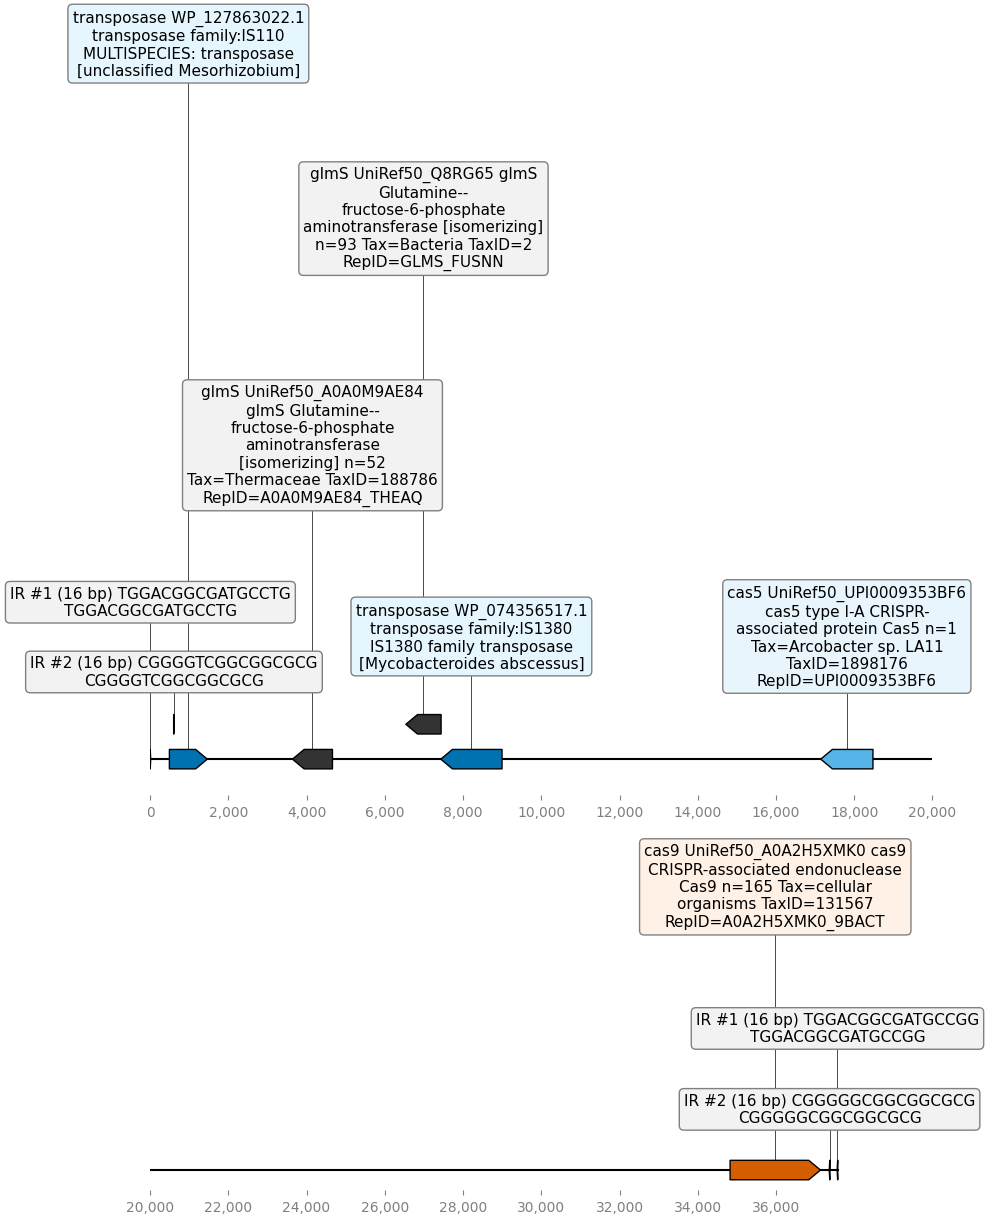 transposase WP_127863022.1
transposase family:IS110
MULTISPECIES: transposase
[unclassified Mesorhizobium]
glmS UniRef50_Q8RG65 glmS
Glutamine--
fructose-6-phosphate
aminotransferase [isomerizing]
n=93 Tax=Bacteria TaxID=2
RepID=GLMS_FUSNN
glmS UniRef50_A0A0M9AE84
glmS Glutamine--
fructose-6-phosphate
aminotransferase
[isomerizing] n=52
Tax=Thermaceae TaxID=188786
RepID=A0A0M9AE84_THEAQ
IR #1 (16 bp) TGGACGGCGATGCCTG
TGGACGGCGATGCCTG
IR #2 (16 bp) CGGGGTCGGCGGCGCG
CGGGGTCGGCGGCGCG
transposase WP_074356517.1
transposase family:IS1380
IS1380 family transposase
[Mycobacteroides abscessus]
cas5 UniRef50_UPI0009353BF6
cas5 type I-A CRISPR-
associated protein Cas5 n=1
Tax=Arcobacter sp. LA11
TaxID=1898176
RepID=UPI0009353BF6
0 2,000 4,000 6,000 8,000 10,000 12,000 14,000 16,000 18,000 20,000
cas9 UniRef50_A0A2H5XMK0 cas9
CRISPR-associated endonuclease
Cas9 n=165 Tax=cellular
organisms TaxID=131567
RepID=A0A2H5XMK0_9BACT
IR #1 (16 bp) TGGACGGCGATGCCGG
TGGACGGCGATGCCGG
IR #2 (16 bp) CGGGGGCGGCGGCGCG
CGGGGGCGGCGGCGCG
20,000 22,000 24,000 26,000 28,000 30,000 32,000 34,000 36,000